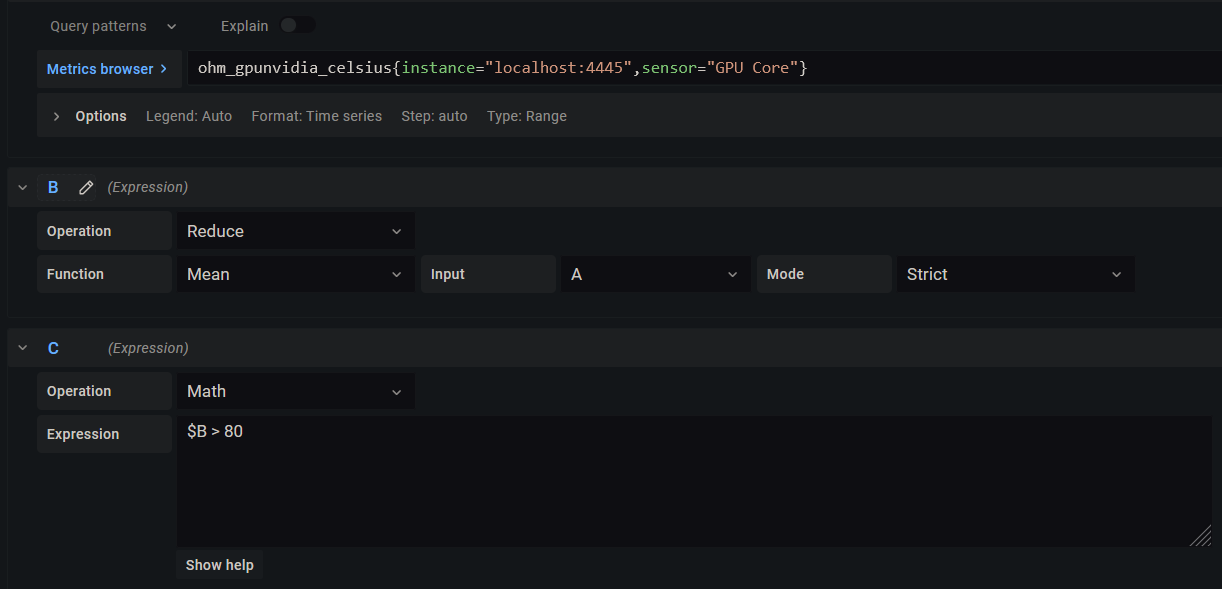 Query patterns Explain
Metrics browser > ohm_gpunvidia_celsius{instance="localhost:4445",sensor="GPU Core"}
> Options Legend: Auto Format: Time series Step: auto Type: Range
B (Expression)
Operation Reduce
Function Mean Input A Mode Strict
C (Expression)
Operation Math
Expression $B > 80
Show help